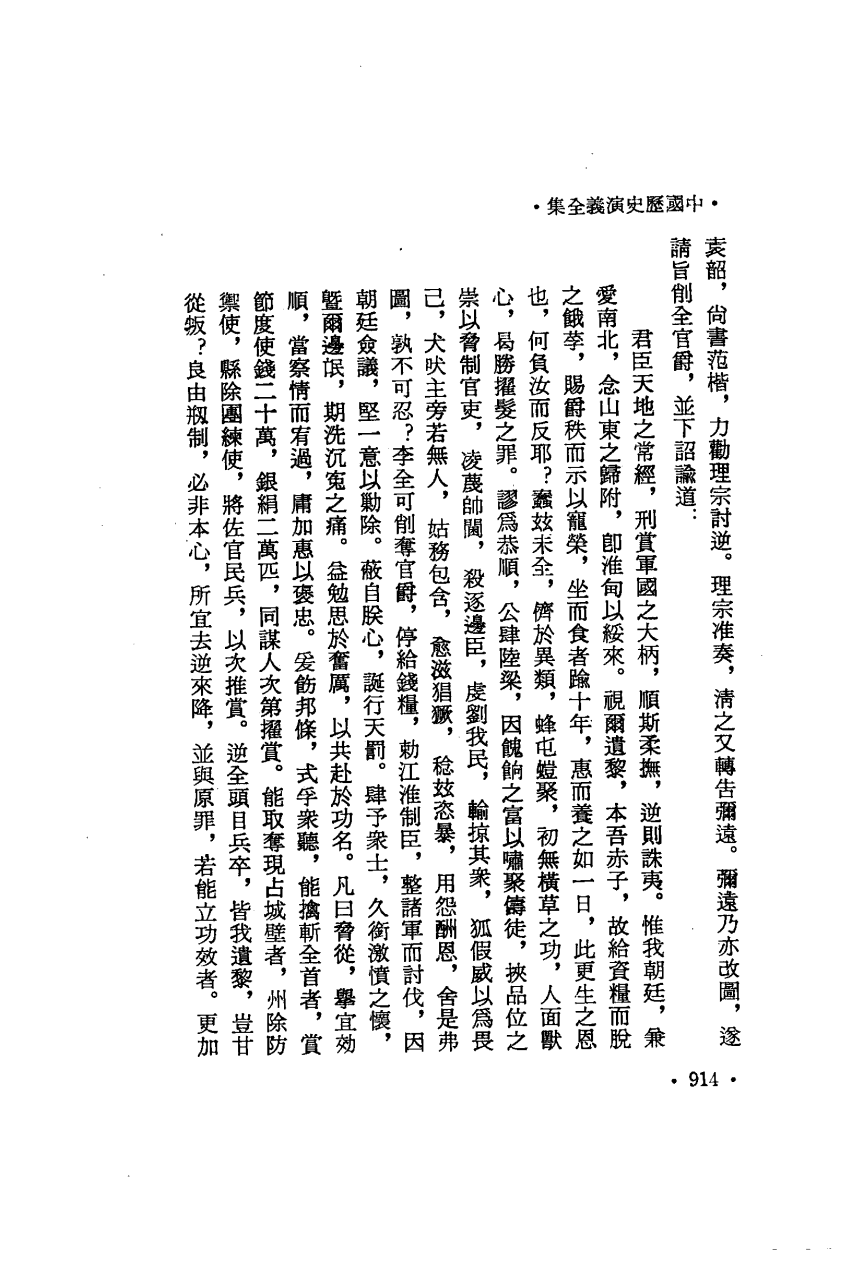 •中國歷史演義全集•
袁韶，尚書范楷，力勸理宗討逆。理宗准奏，清之又轉告彌遠。彌遠乃亦改圖，遂
請旨削全官爵，並下詔諭道：
君臣天地之常經，刑賞軍國之大柄，順斯柔撫，逆則誅夷。惟我朝廷，兼
愛南北，念山東之歸附，卽淮甸以綏來。視爾遺黎，本吾赤子，故給資糧而脫
之餓莩，賜爵秩而示以寵榮，坐而食者踰十年，惠而養之如一日，此更生之恩
也，何負汝而反耶？蠢玆未全，儕於異類，蜂屯螘聚，初無橫草之功，人面獸
心，曷勝擢髮之罪。謬爲恭順，公肆陸梁，因餽餉之富以嘯聚儔徒，挾品位之
崇以脅制官吏，凌蔑帥閫，殺逐邊臣，虔劉我民，輸掠其衆，狐假威以爲畏
己，犬吠主旁若無人，姑務包含，愈滋猖獗，稔玆恣暴，用怨酬恩，舍是弗
圖，孰不可忍？李全可削奪官爵，停給錢糧，勅江淮制臣，整諸軍而討伐，因
朝廷僉議，堅一意以勦除。蔽自朕心，誕行天罰。肆予衆士，久銜激憤之懷，
暨爾邊氓，期洗沉寃之痛。益勉思於奮厲，以共赴於功名。凡曰脅從，舉宜効
順，當察情而宥過，庸加惠以褒忠。爰飭邦條，式孚衆聽，能擒斬全首者，賞
節度使錢二十萬，銀絹二萬匹，同謀人次第擢賞。能取奪現占城壁者，州除防
禦使，縣除團練使，將佐官民兵，以次推賞。逆全頭目兵卒，皆我遺黎，豈甘
從叛？良由刼制，必非本心，所宜去逆來降，並與原罪，若能立功效者。更加
•914•